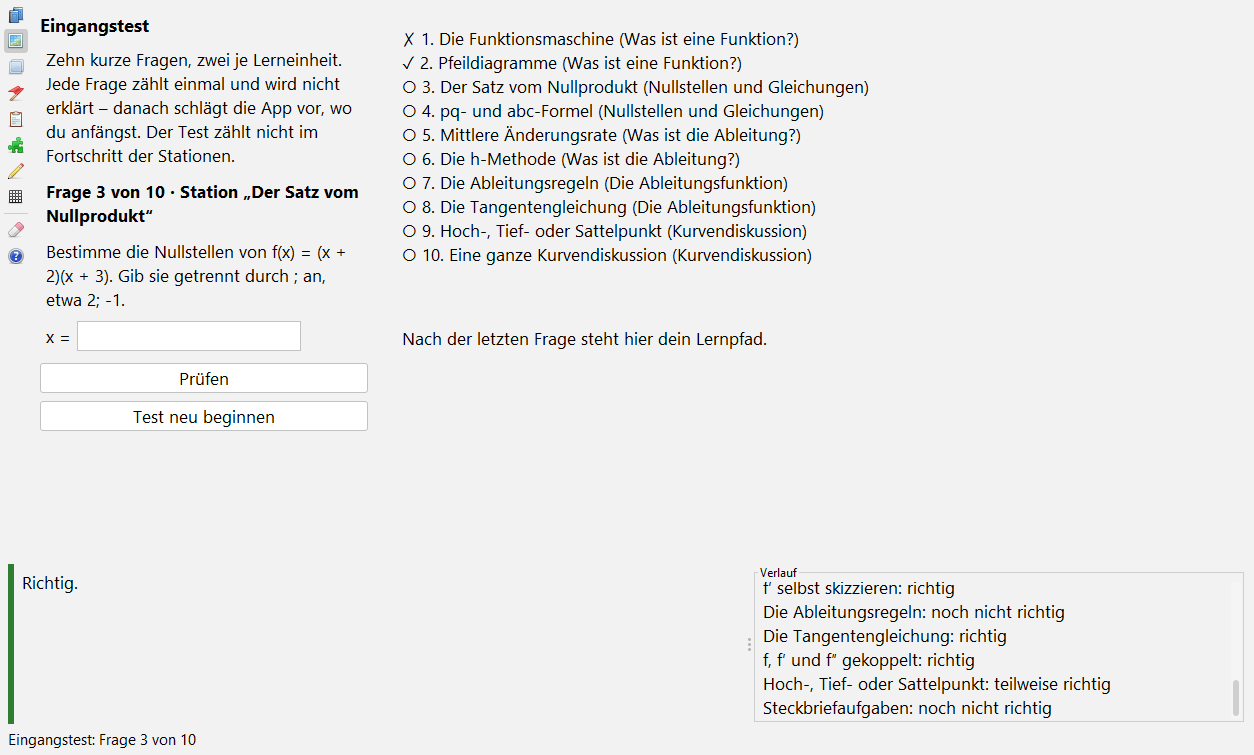 Eingangstest
Zehn kurze Fragen, zwei je Lerneinheit.
Jede Frage zählt einmal und wird nicht
erklärt – danach schlägt die App vor, wo
du anfängst. Der Test zählt nicht im
Fortschritt der Stationen.
Frage 3 von 10 · Station „Der Satz vom
Nullprodukt“
Bestimme die Nullstellen von f(x) = (x +
2)(x + 3). Gib sie getrennt durch ; an,
etwa 2; -1.
x =
Prüfen
Test neu beginnen
✗ 1. Die Funktionsmaschine (Was ist eine Funktion?)
✓ 2. Pfeildiagramme (Was ist eine Funktion?)
○ 3. Der Satz vom Nullprodukt (Nullstellen und Gleichungen)
○ 4. pq- und abc-Formel (Nullstellen und Gleichungen)
○ 5. Mittlere Änderungsrate (Was ist die Ableitung?)
○ 6. Die h-Methode (Was ist die Ableitung?)
○ 7. Die Ableitungsregeln (Die Ableitungsfunktion)
○ 8. Die Tangentengleichung (Die Ableitungsfunktion)
○ 9. Hoch-, Tief- oder Sattelpunkt (Kurvendiskussion)
○ 10. Eine ganze Kurvendiskussion (Kurvendiskussion)
Nach der letzten Frage steht hier dein Lernpfad.
Richtig.
Verlauf
f′ selbst skizzieren: richtig
Die Ableitungsregeln: noch nicht richtig
Die Tangentengleichung: richtig
f, f′ und f″ gekoppelt: richtig
Hoch-, Tief- oder Sattelpunkt: teilweise richtig
Steckbriefaufgaben: noch nicht richtig
Eingangstest: Frage 3 von 10